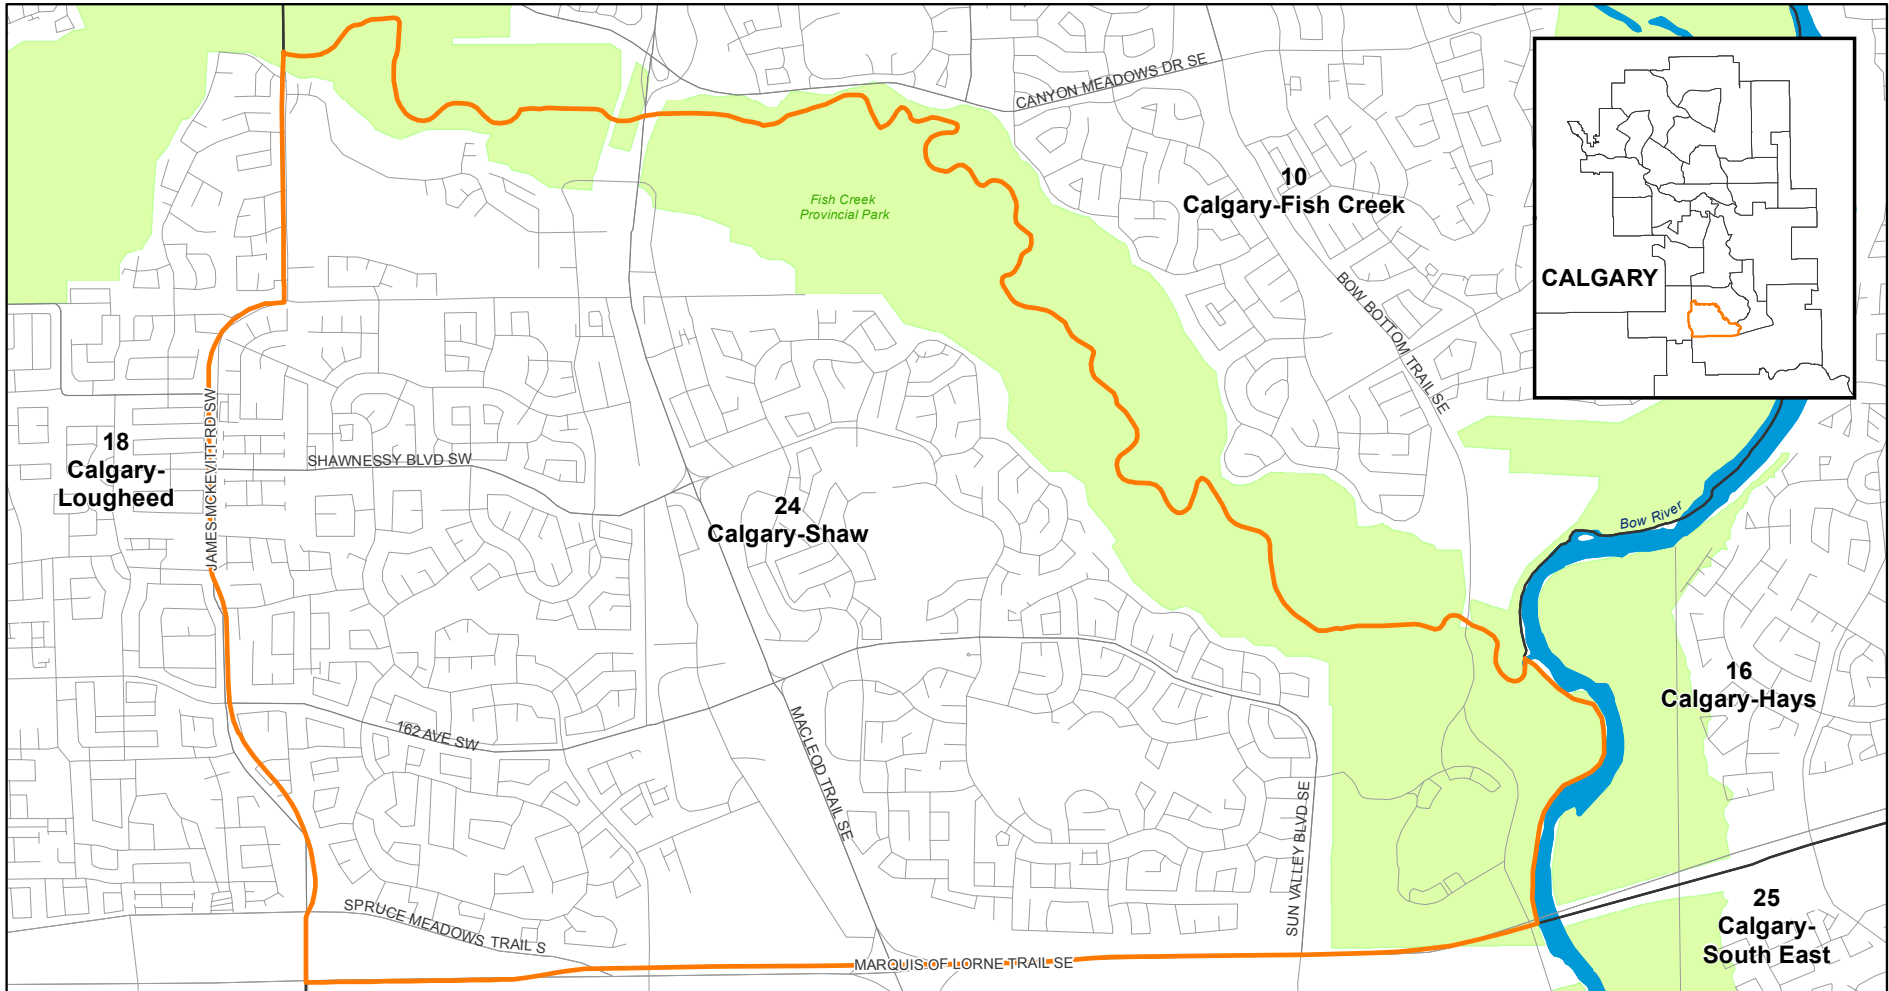 CANYON MEADOWS DR SE
10
Calgary-Fish Creek
Fish Creek
Provincial Park
CALGARY
BOW BOTTOM TRAIL SE
JAMES MCKEVITT RD SW
18
Calgary-
Lougheed
SHAWNESSY BLVD SW
24
Calgary-Shaw
Bow River
16
Calgary-Hays
162 AVE SW
MACLEOD TRAIL SE
SUN VALLEY BLVD SE
SPRUCE MEADOWS TRAIL S
MARQUIS OF LORNE TRAIL SE
25
Calgary-
South East